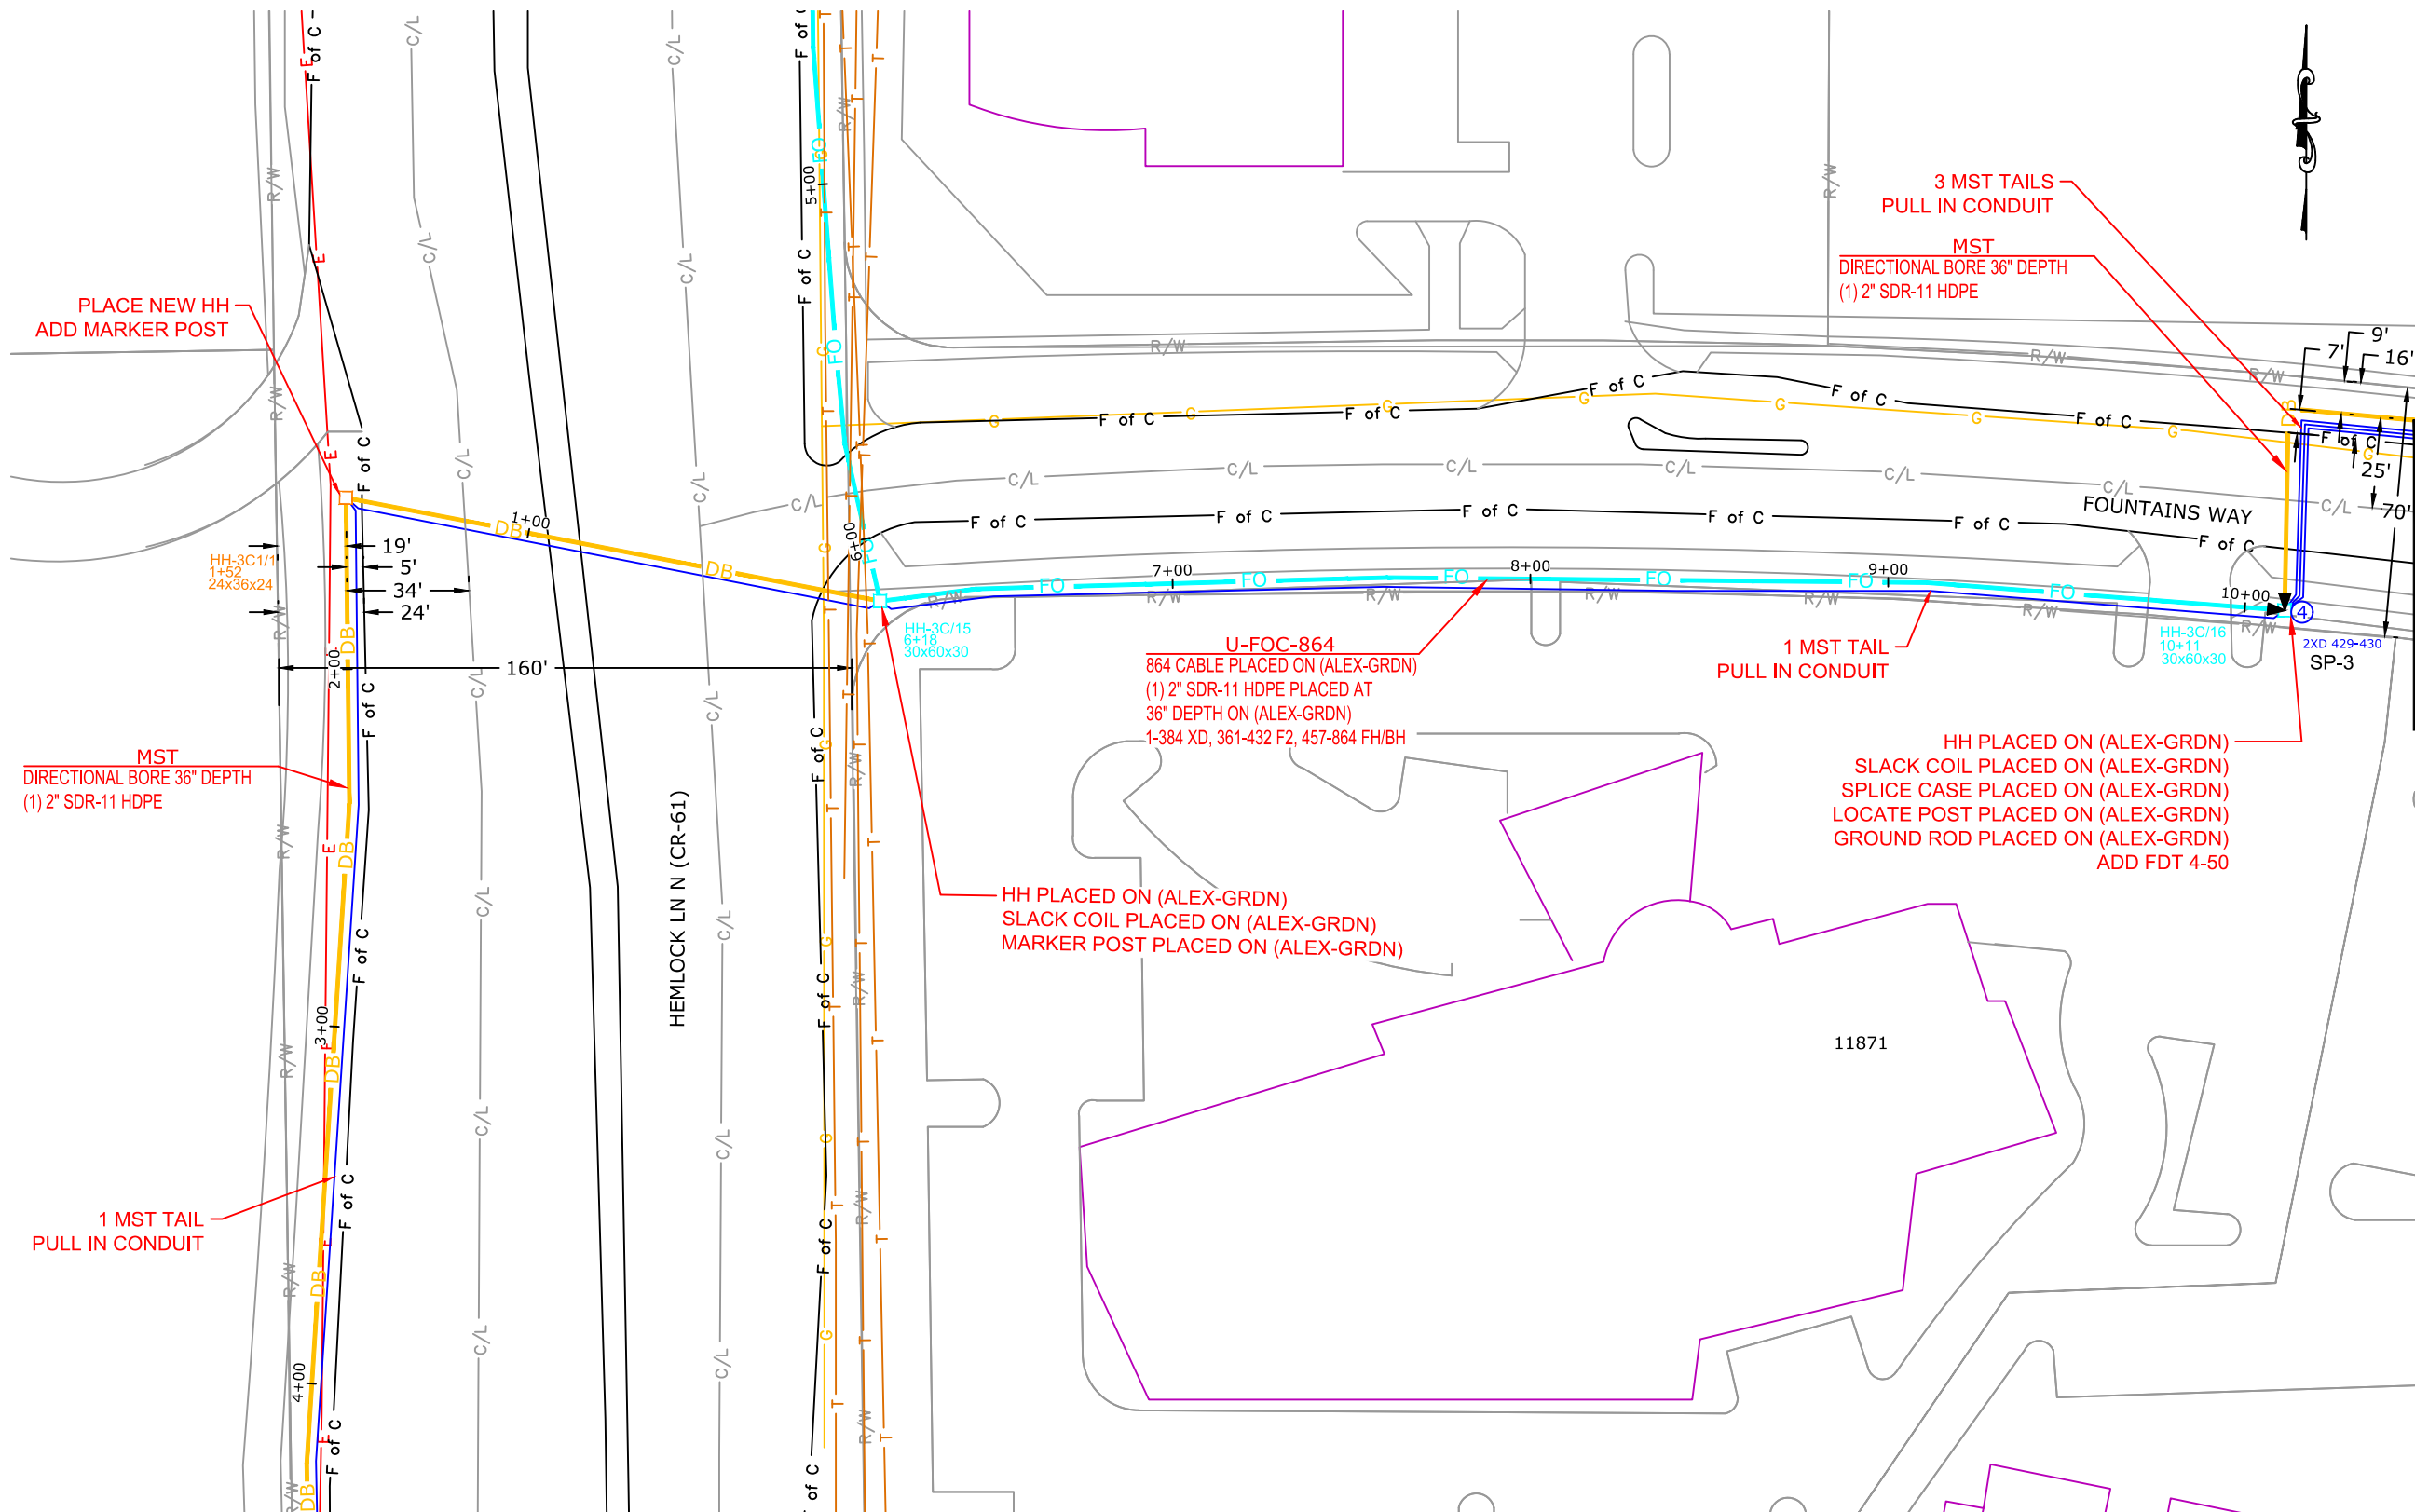 PLACE NEW HH
ADD MARKER POST
HH-3C1/1
1+52
24x36x24
19'
5'
34'
24'
160'
MST
DIRECTIONAL BORE 36" DEPTH
(1) 2" SDR-11 HDPE
1 MST TAIL
PULL IN CONDUIT
1+00
2+00
3+00
4+00
5+00
6+00
7+00
8+00
9+00
10+00
HEMLOCK LN N (CR-61)
HH-3C/15
6+18
30x60x30
HH PLACED ON (ALEX-GRDN)
SLACK COIL PLACED ON (ALEX-GRDN)
MARKER POST PLACED ON (ALEX-GRDN)
U-FOC-864
864 CABLE PLACED ON (ALEX-GRDN)
(1) 2" SDR-11 HDPE PLACED AT
36" DEPTH ON (ALEX-GRDN)
1-384 XD, 361-432 F2, 457-864 FH/BH
1 MST TAIL
PULL IN CONDUIT
3 MST TAILS
PULL IN CONDUIT
MST
DIRECTIONAL BORE 36" DEPTH
(1) 2" SDR-11 HDPE
9'
7'
16'
25'
70'
FOUNTAINS WAY
HH-3C/16
10+11
30x60x30
4
2XD 429-430
SP-3
HH PLACED ON (ALEX-GRDN)
SLACK COIL PLACED ON (ALEX-GRDN)
SPLICE CASE PLACED ON (ALEX-GRDN)
LOCATE POST PLACED ON (ALEX-GRDN)
GROUND ROD PLACED ON (ALEX-GRDN)
ADD FDT 4-50
11871
F of C
C/L
R/W
E
DB
FO
G
T